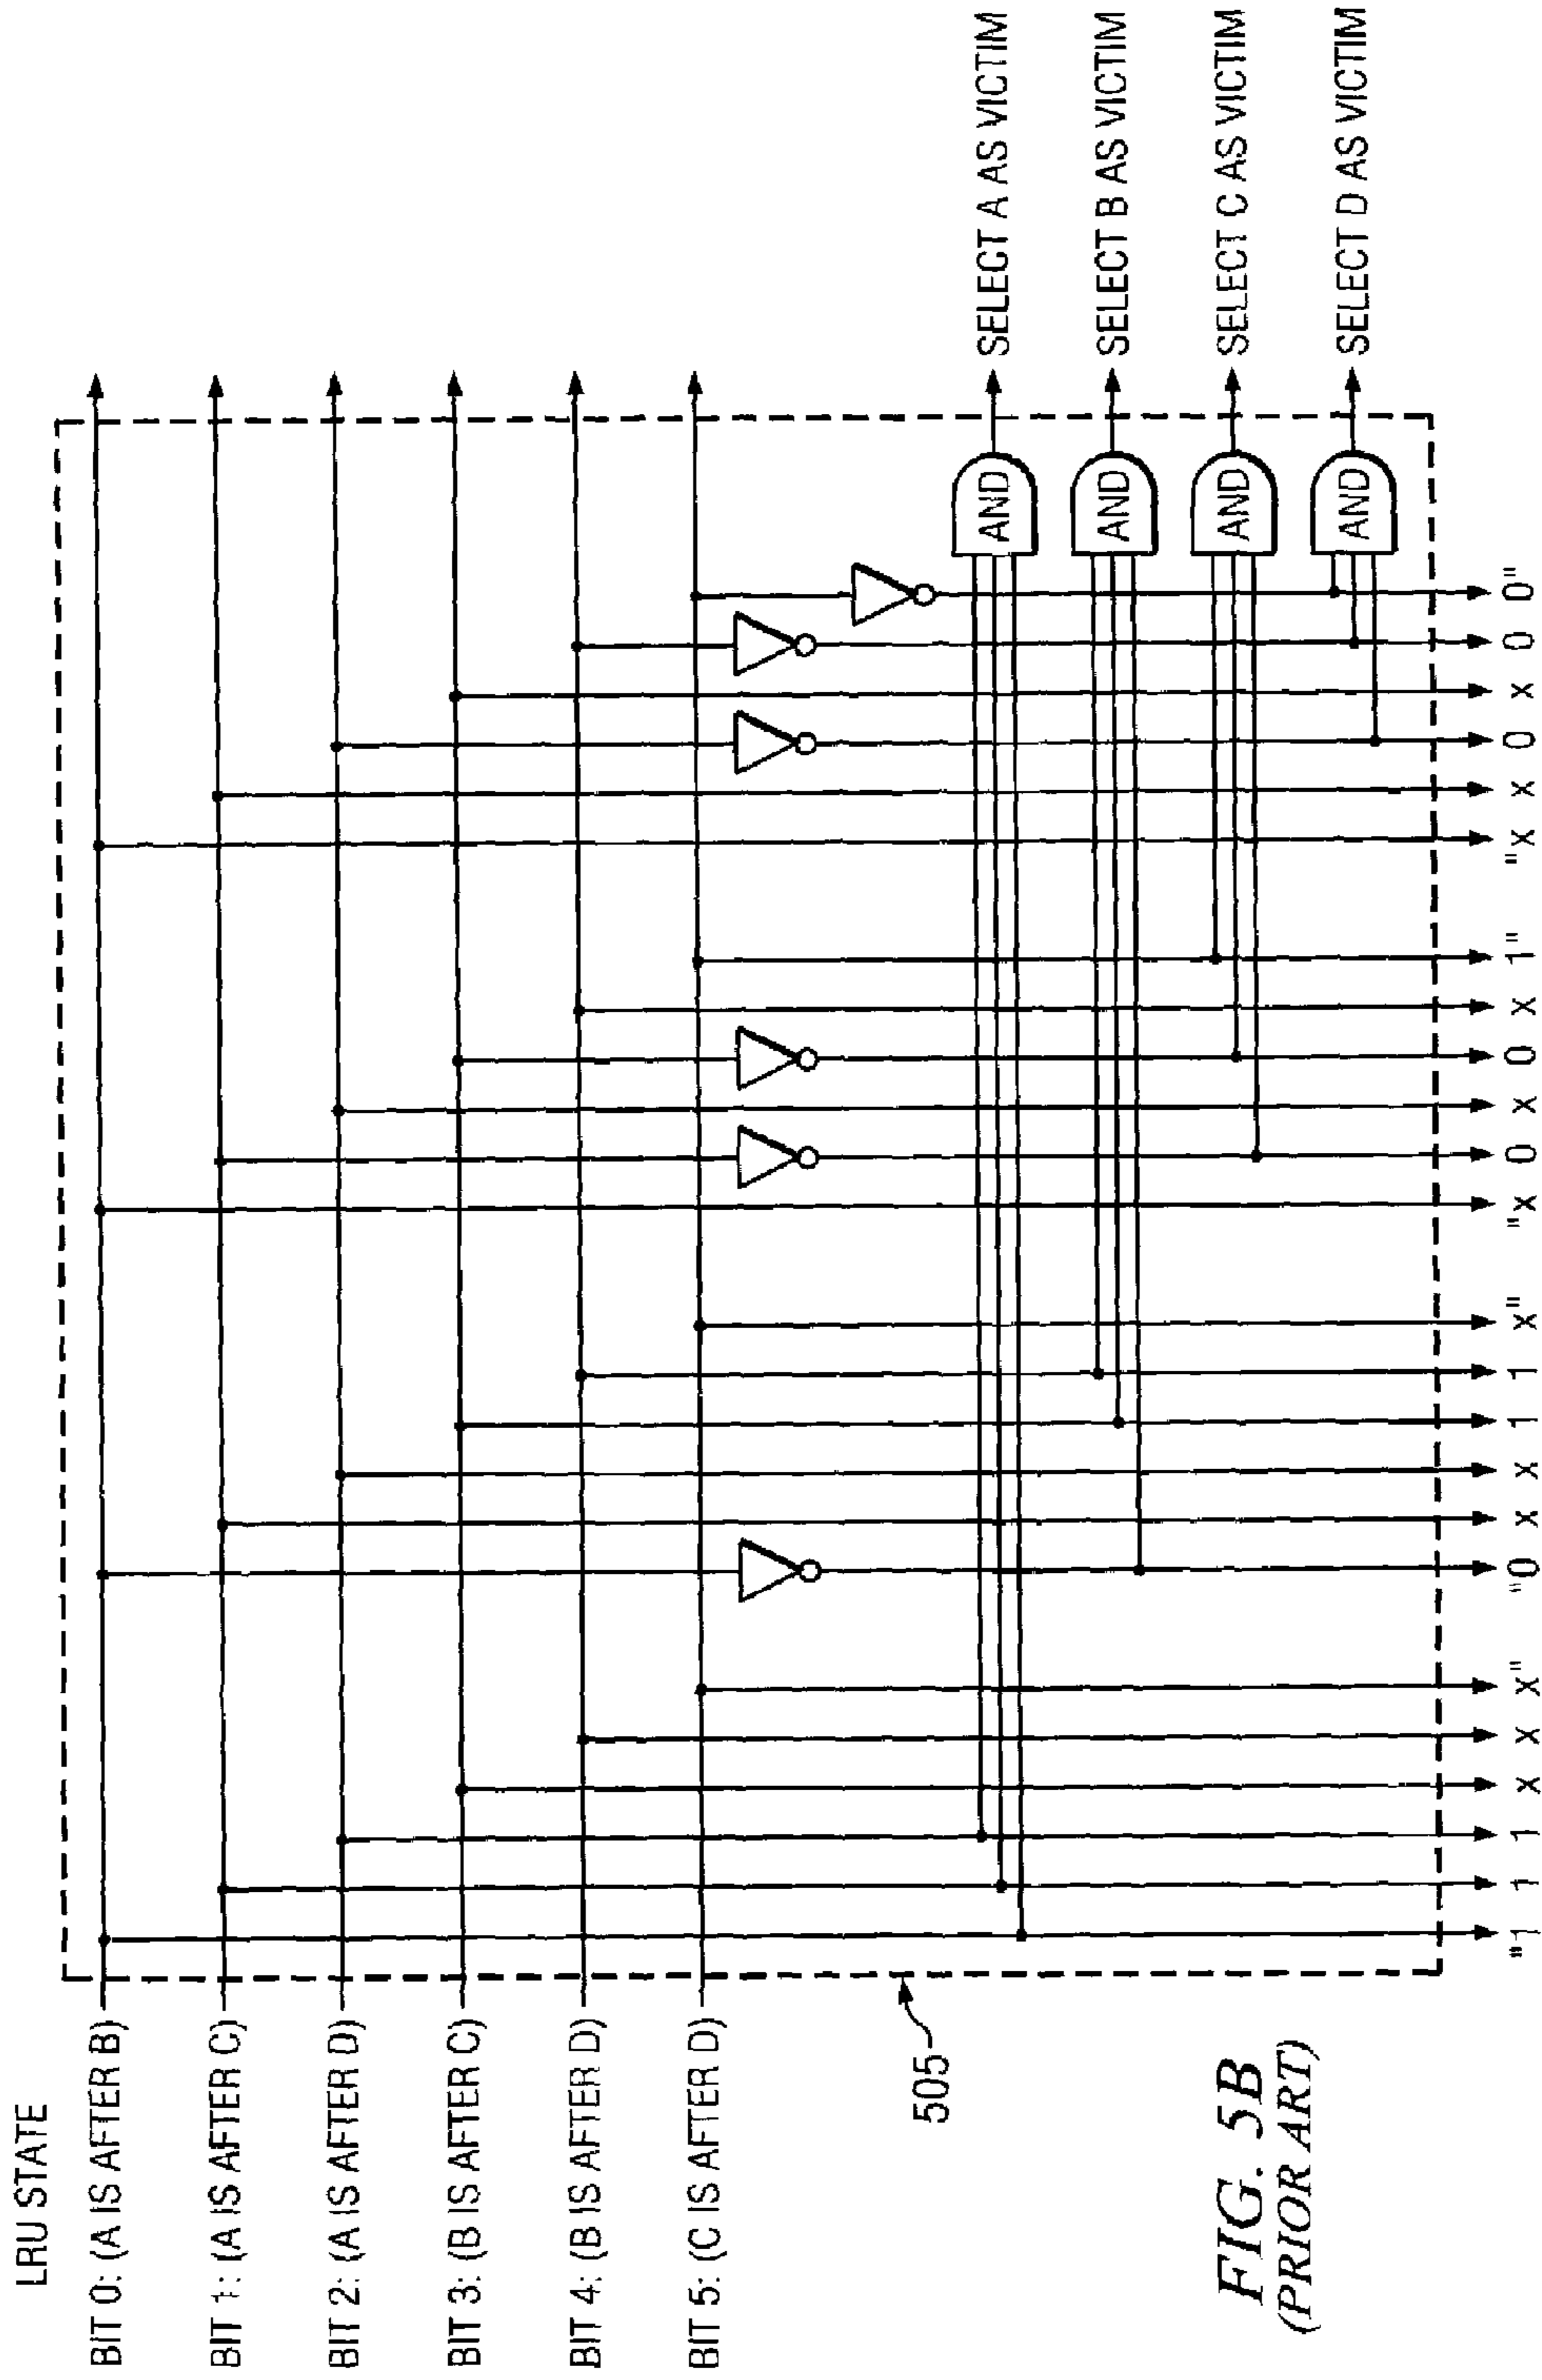 LRU STATE
BIT 0: (A IS AFTER B)
BIT 1: (A IS AFTER C)
BIT 2: (A IS AFTER D)
BIT 3: (B IS AFTER C)
BIT 4: (B IS AFTER D)
BIT 5: (C IS AFTER D)
AND SELECT A AS VICTIM
AND SELECT B AS VICTIM
AND SELECT C AS VICTIM
AND SELECT D AS VICTIM
505
"1 1 1 x x x" "0 x x 1 1 x" "x 0 x 0 x 1" "x x 0 x 0 0"
FIG. 5B
(PRIOR ART)